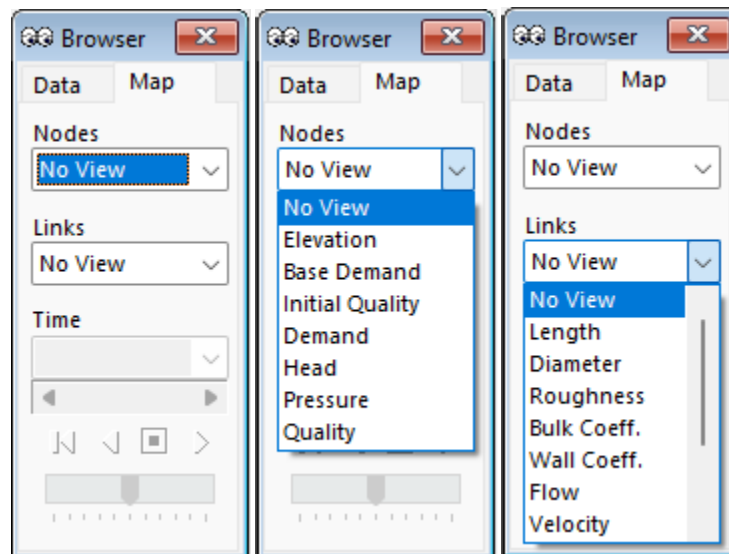 Browser
Data Map
Nodes
No View
Links
No View
Time
Browser
Data Map
Nodes
No View
No View
Elevation
Base Demand
Initial Quality
Demand
Head
Pressure
Quality
Browser
Data Map
Nodes
No View
Links
No View
No View
Length
Diameter
Roughness
Bulk Coeff.
Wall Coeff.
Flow
Velocity